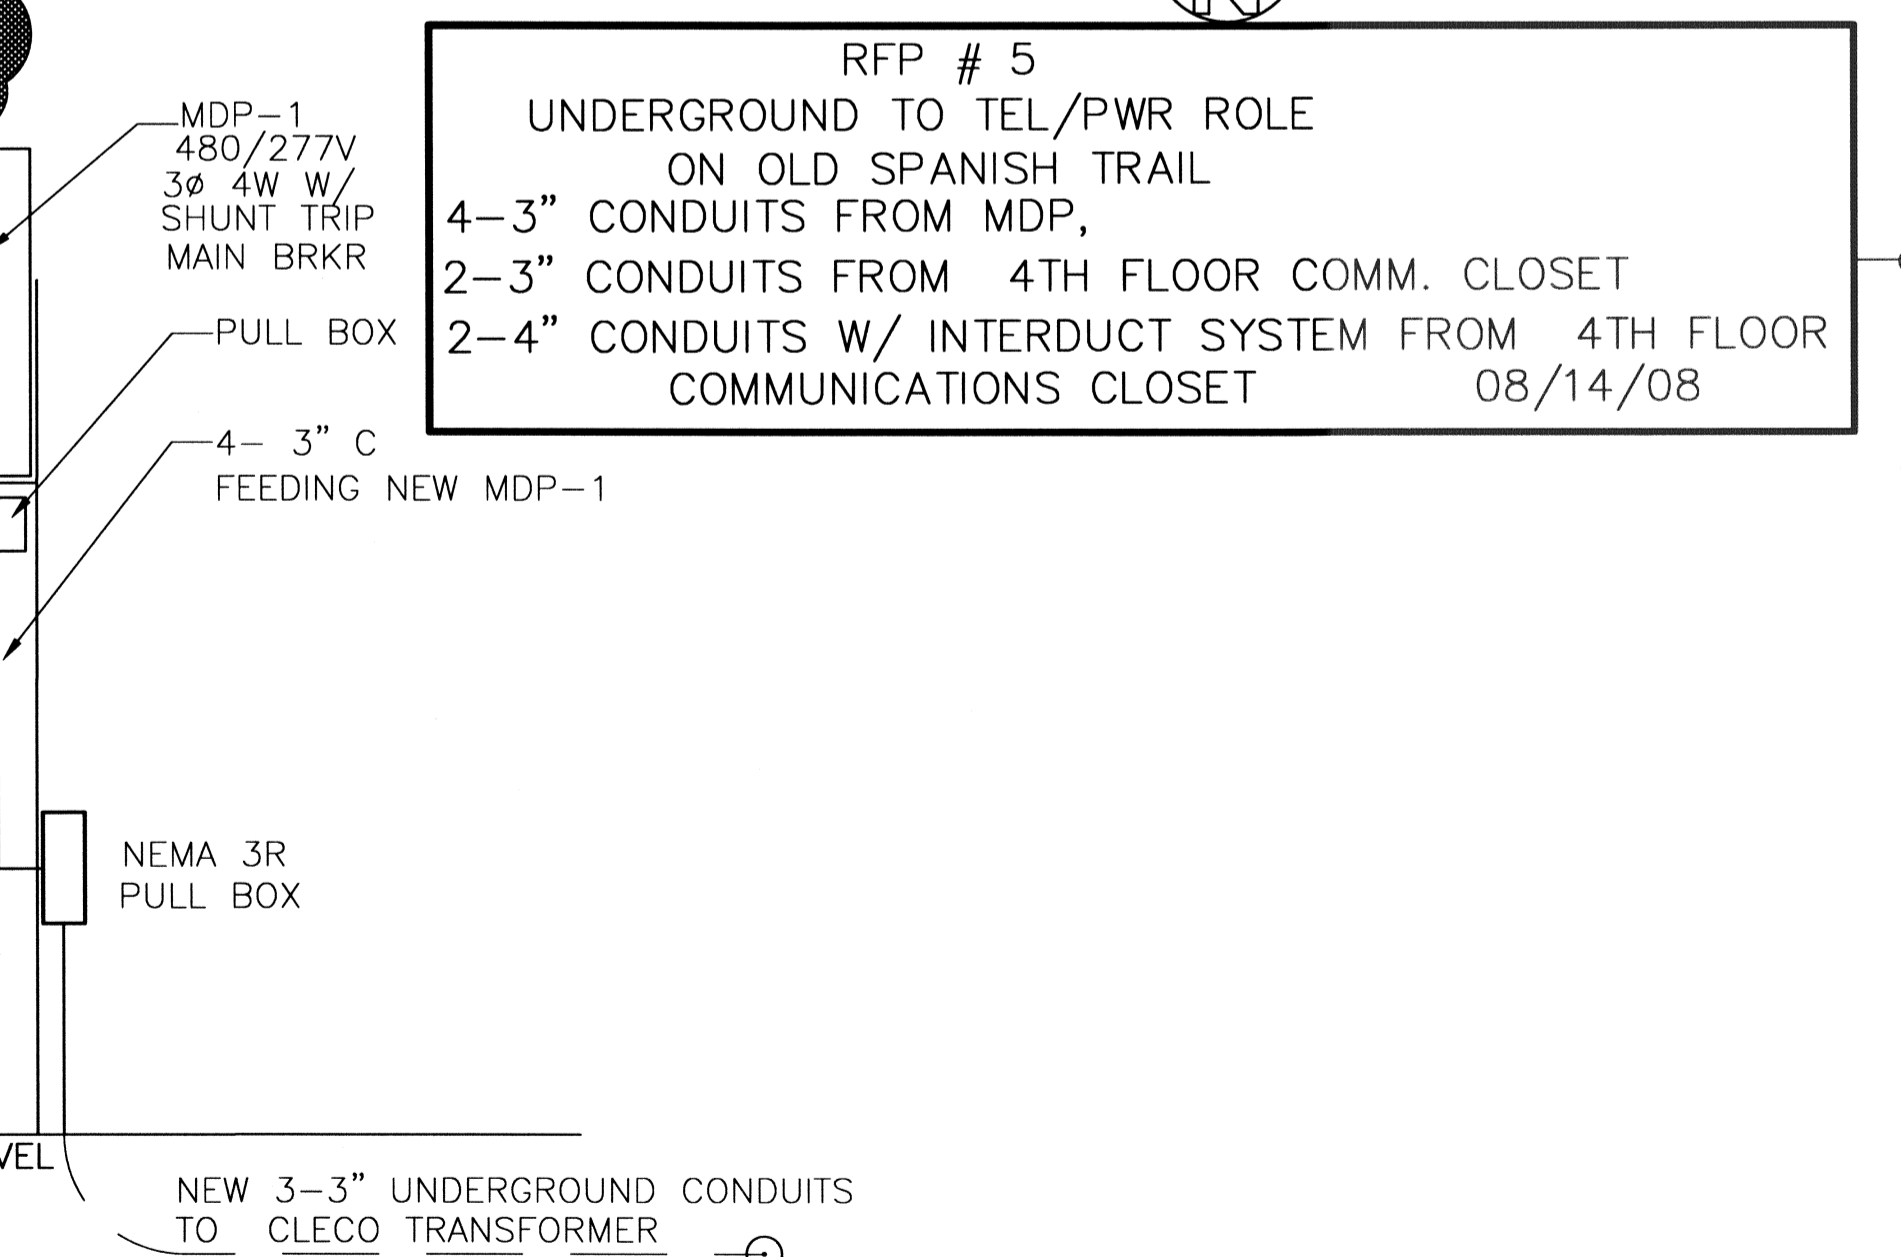 RFP # 5
UNDERGROUND TO TEL/PWR ROLE
ON OLD SPANISH TRAIL
4-3" CONDUITS FROM MDP,
2-3" CONDUITS FROM 4TH FLOOR COMM. CLOSET
2-4" CONDUITS W/ INTERDUCT SYSTEM FROM 4TH FLOOR
COMMUNICATIONS CLOSET 08/14/08
MDP-1
480/277V
3ø 4W W/
SHUNT TRIP
MAIN BRKR
PULL BOX
4- 3" C
FEEDING NEW MDP-1
NEMA 3R
PULL BOX
VEL
NEW 3-3" UNDERGROUND CONDUITS
TO CLECO TRANSFORMER